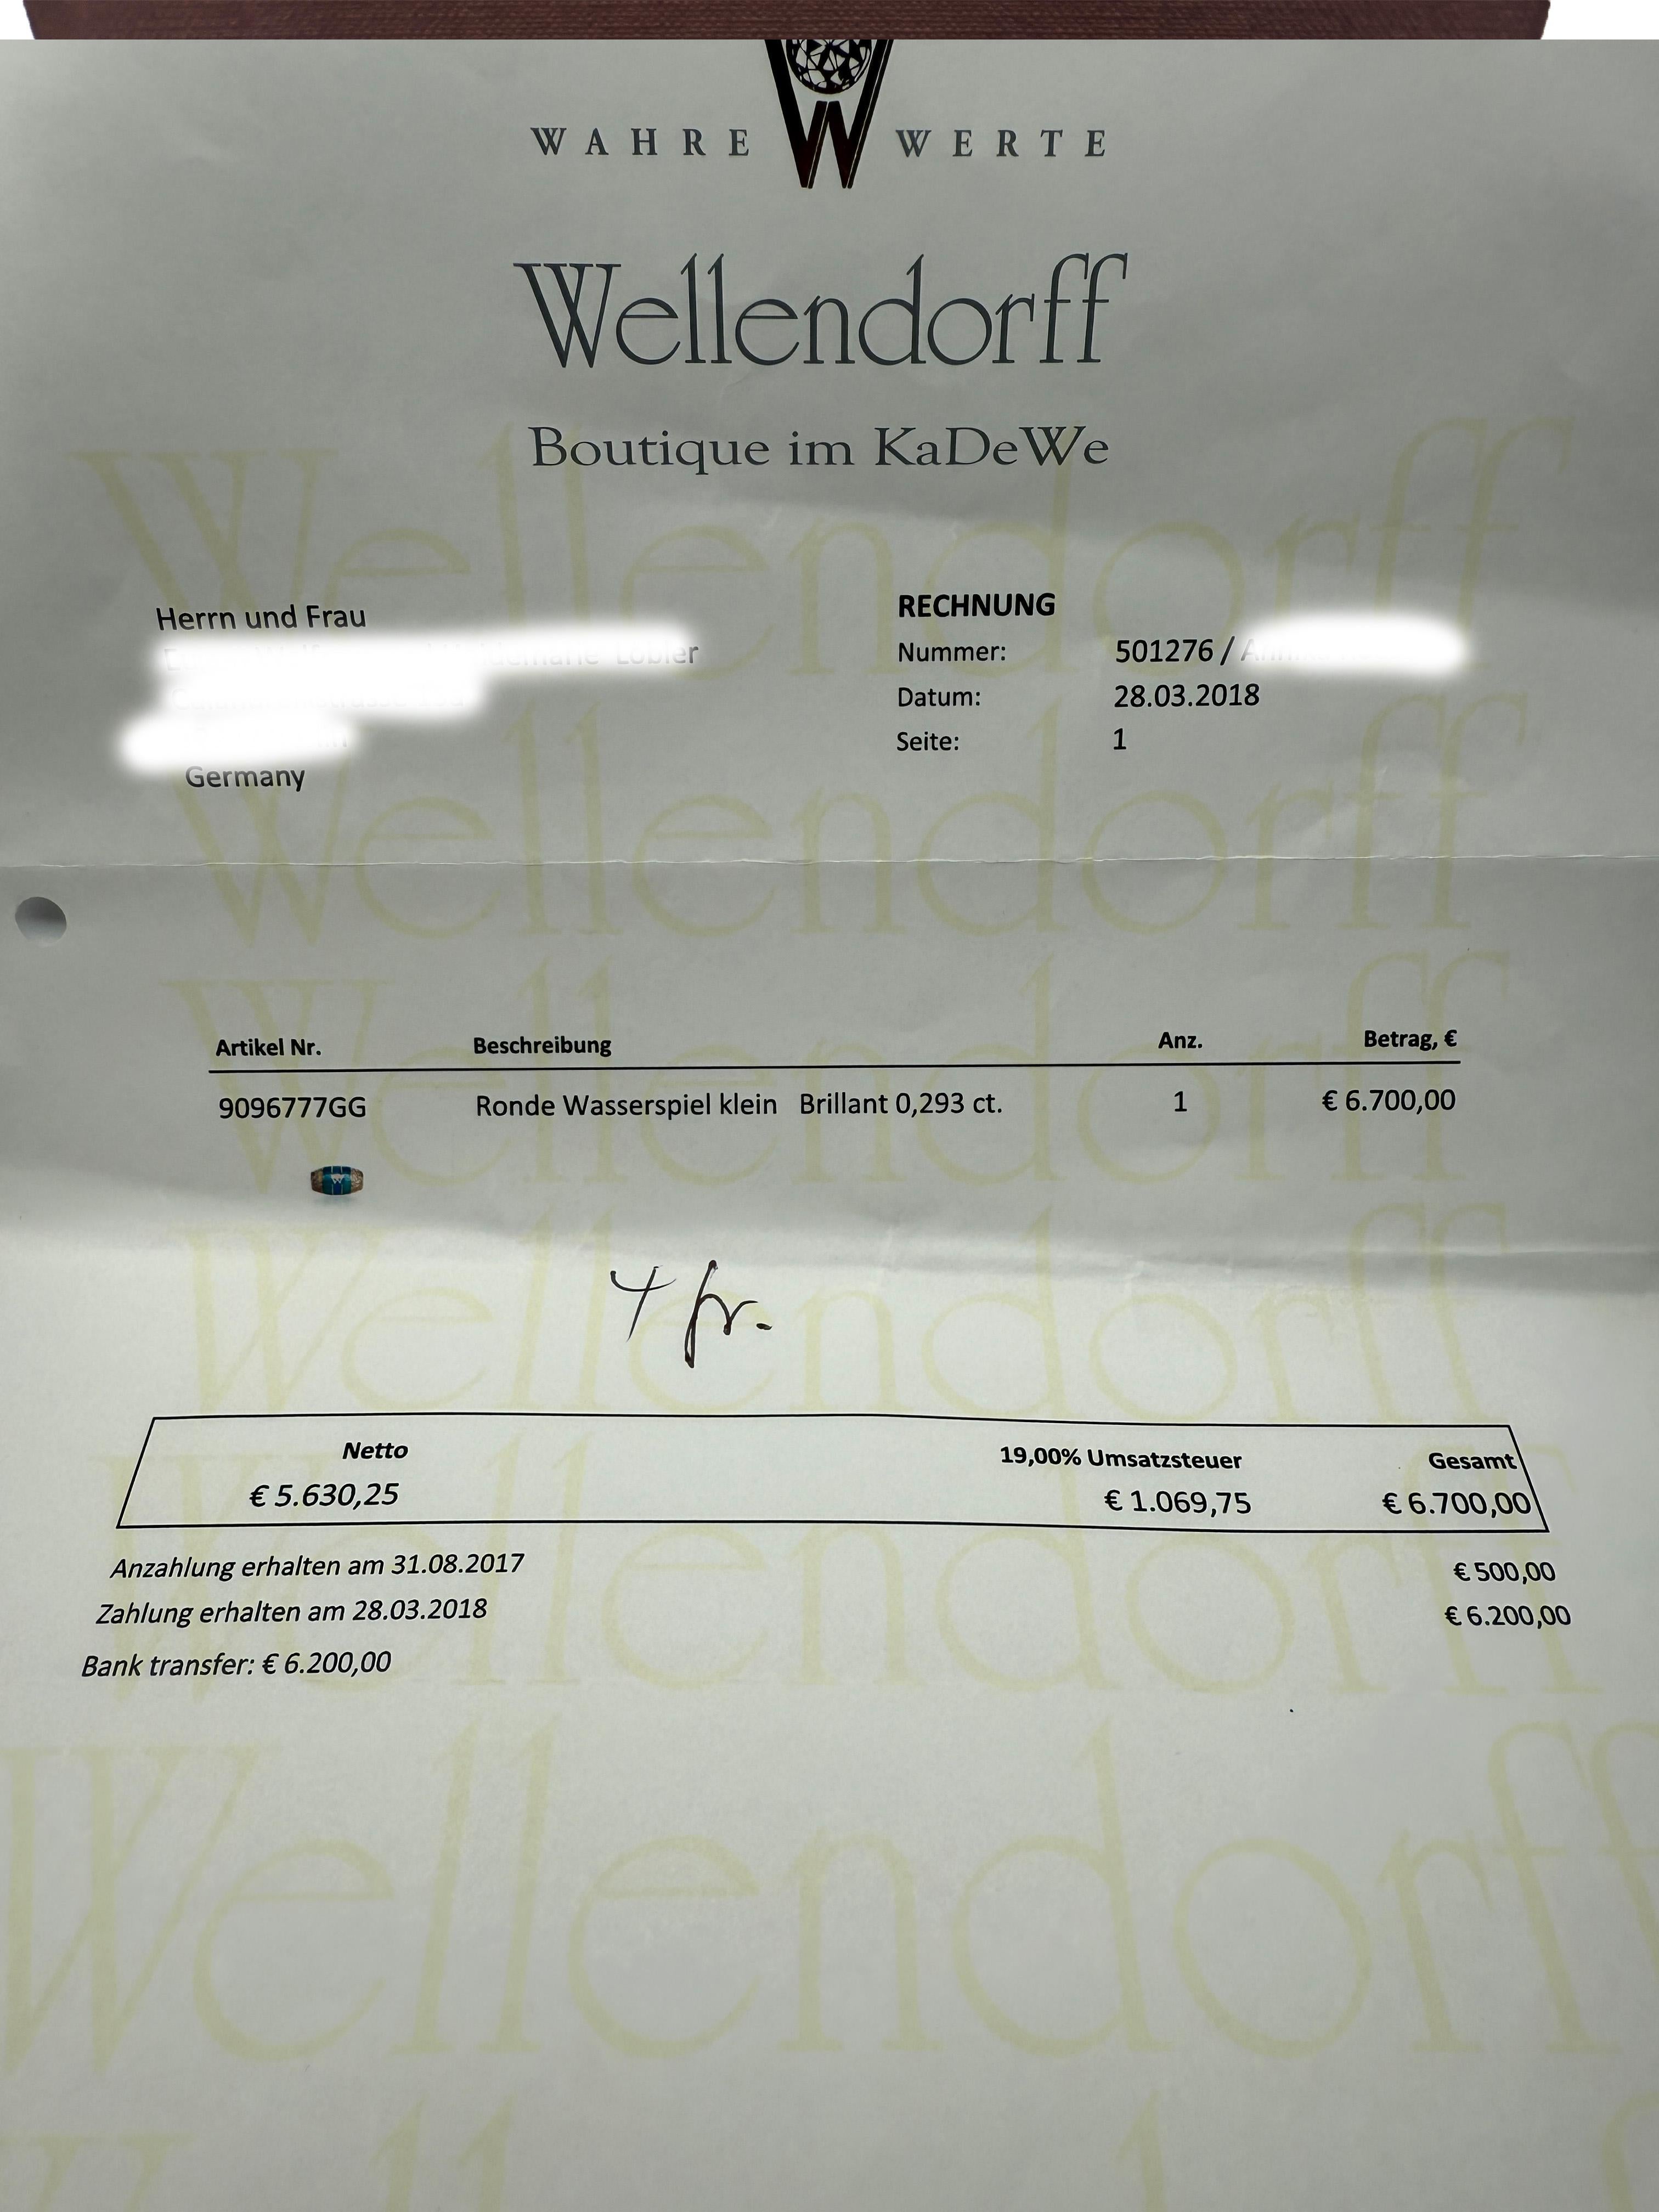 WAHRE W WERTE
Wellendorff
Boutique im KaDeWe
Herrn und Frau
Germany
RECHNUNG
Nummer: 501276 /
Datum: 28.03.2018
Seite: 1
Artikel Nr. Beschreibung Anz. Betrag, €
9096777GG Ronde Wasserspiel klein Brillant 0,293 ct. 1 € 6.700,00
Netto 19,00% Umsatzsteuer Gesamt
€ 5.630,25 € 1.069,75 € 6.700,00
Anzahlung erhalten am 31.08.2017 € 500,00
Zahlung erhalten am 28.03.2018 € 6.200,00
Bank transfer: € 6.200,00